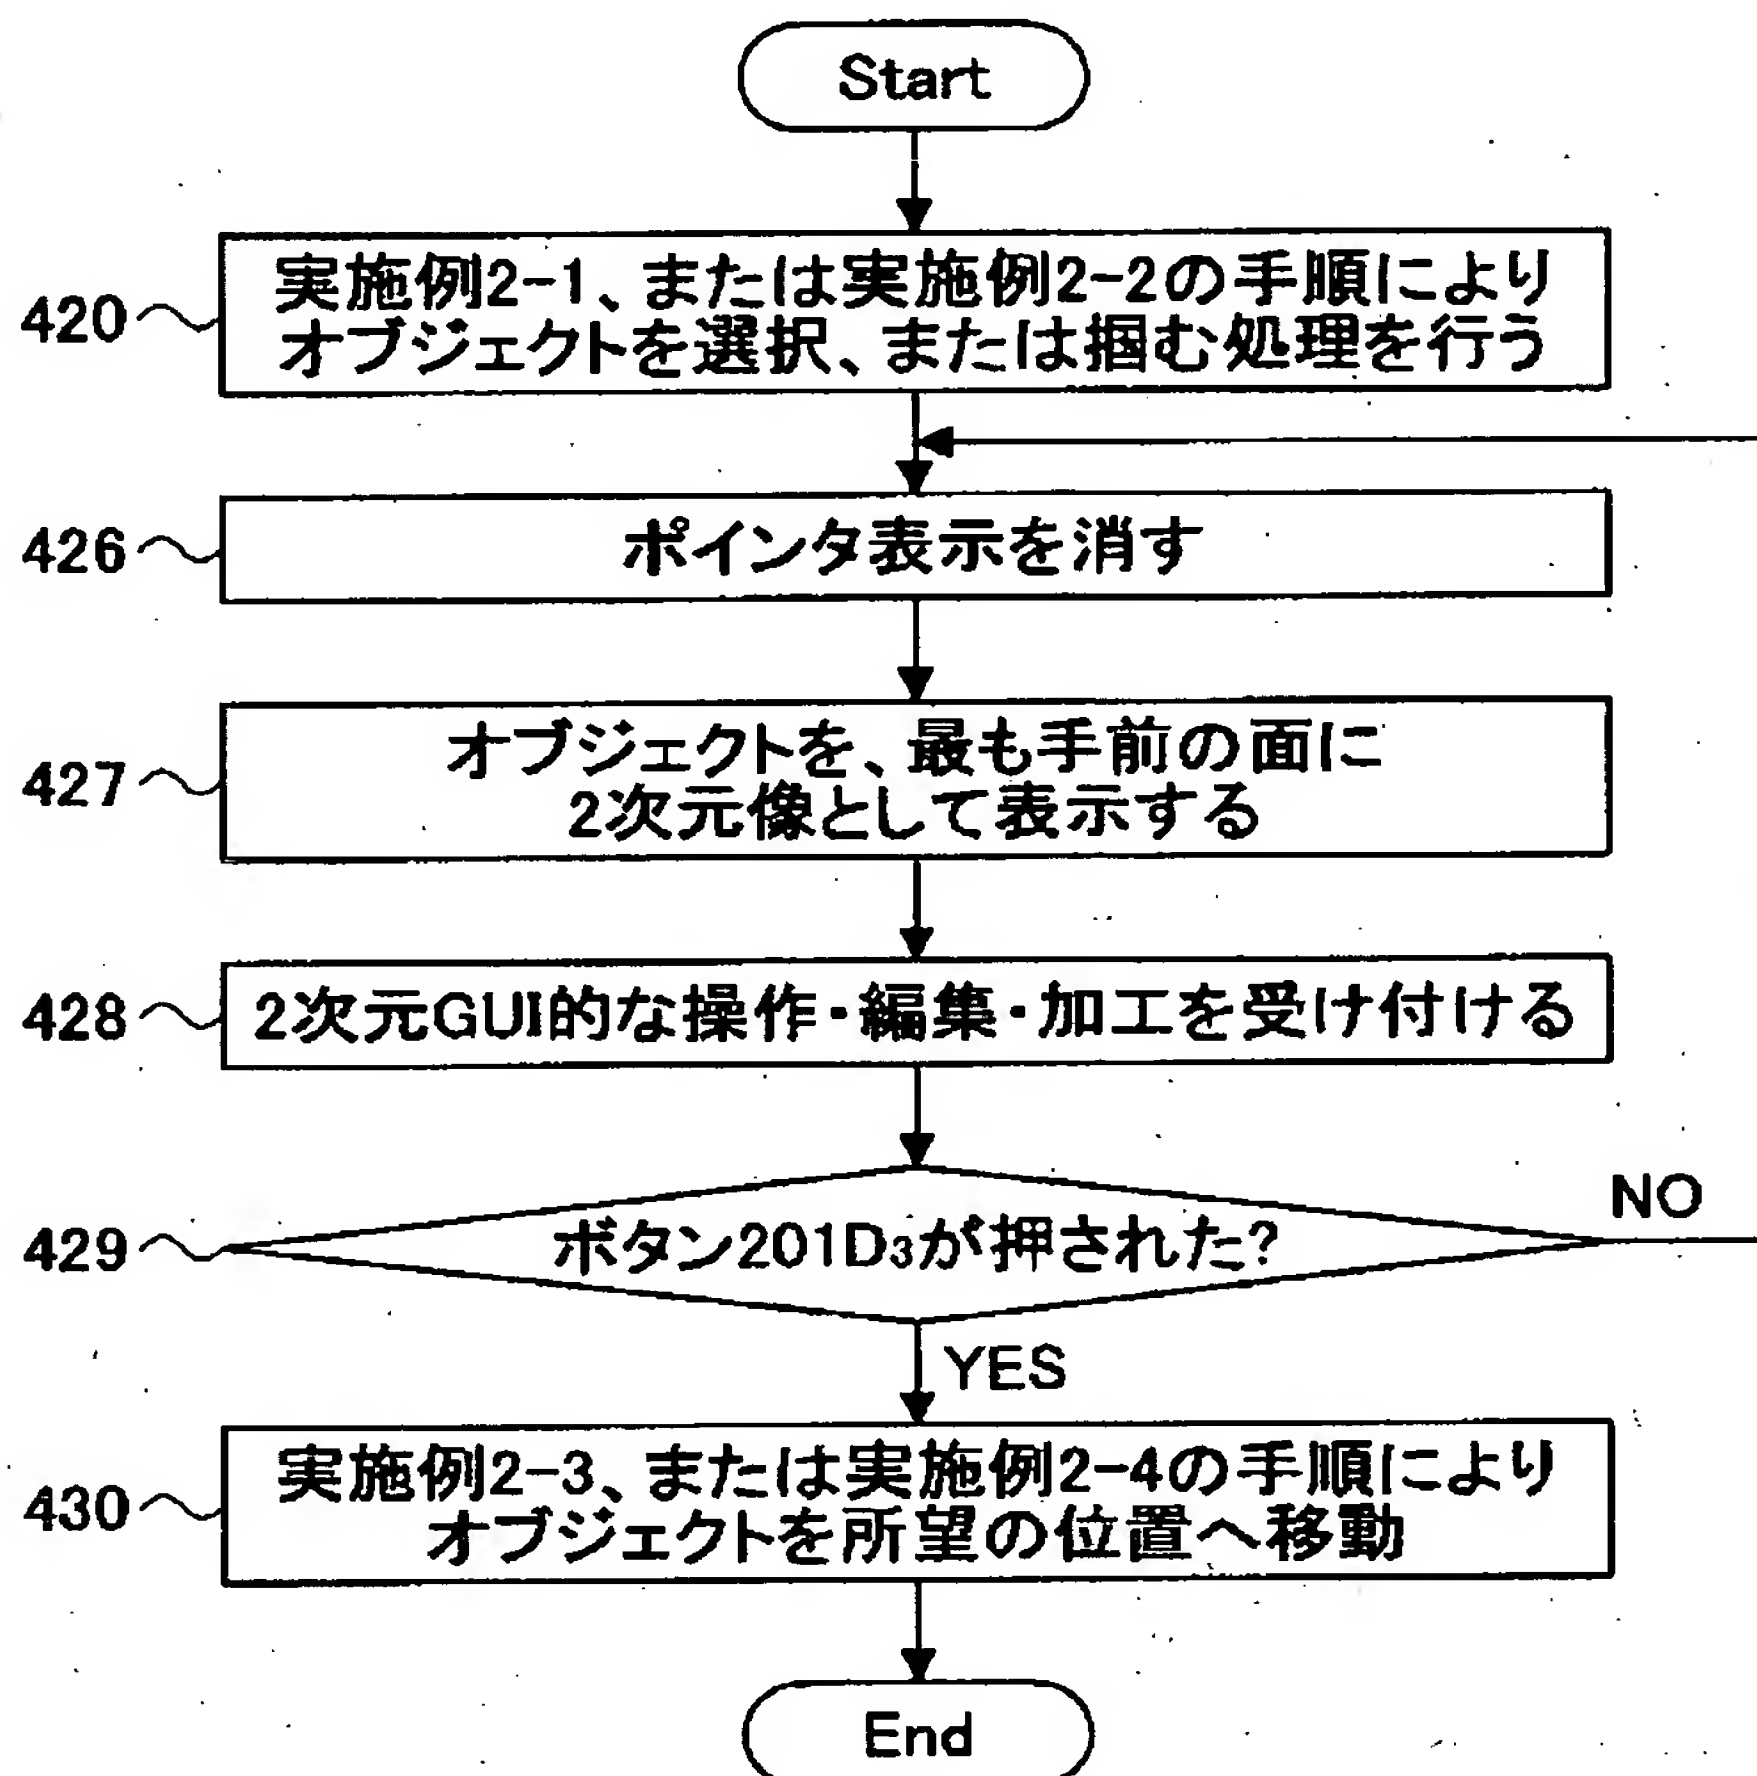 Start
420
実施例2-1、または実施例2-2の手順により
オブジェクトを選択、または掴む処理を行う
426
ポインタ表示を消す
427
オブジェクトを、最も手前の面に
2次元像として表示する
428
2次元GUI的な操作・編集・加工を受け付ける
429
ボタン201D₃が押された?
NO
YES
430
実施例2-3、または実施例2-4の手順により
オブジェクトを所望の位置へ移動
End